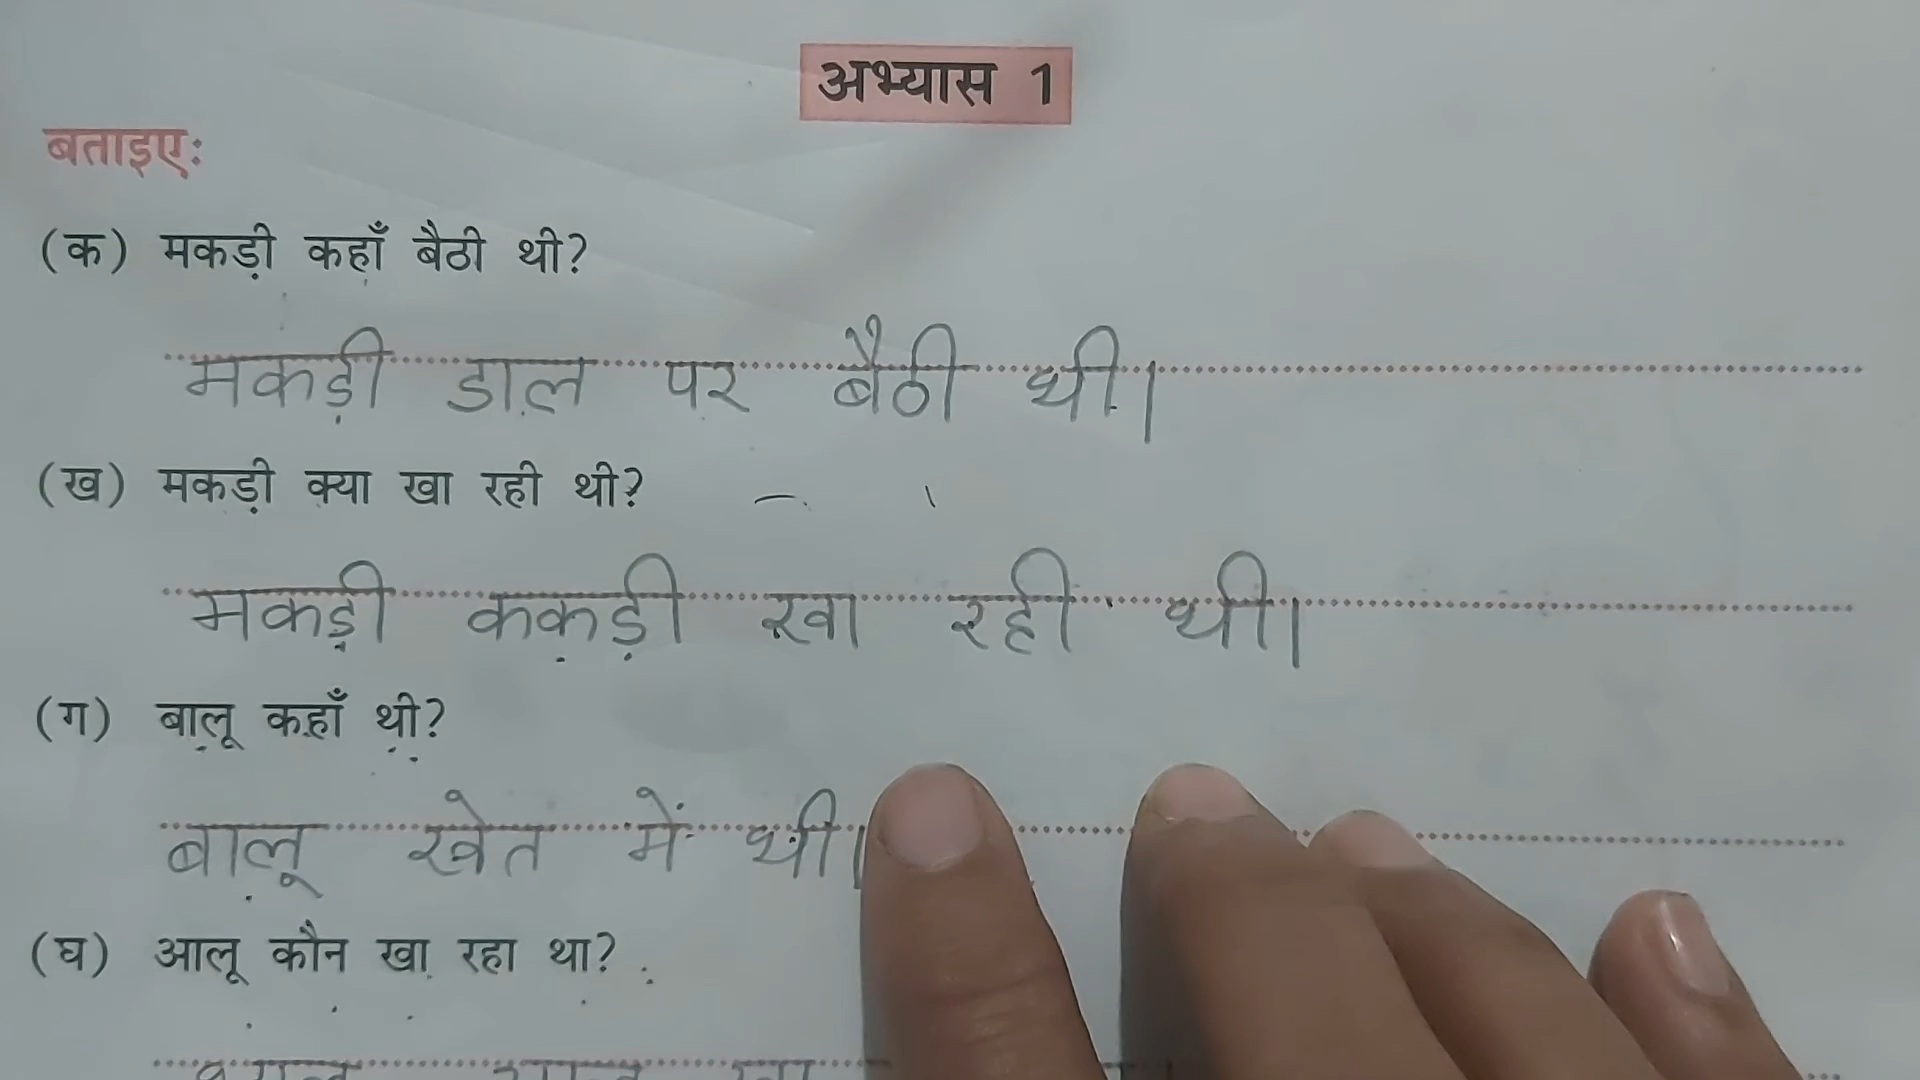 अभ्यास 1
बताइए:
(क) मकड़ी कहाँ बैठी थी?
मकड़ी डाल पर बैठी थी।
(ख) मकड़ी क्या खा रही थी?
मकड़ी ककड़ी खा रही थी।
(ग) बालू कहाँ थी?
बालू खेत में थी।
(घ) आलू कौन खा रहा था?